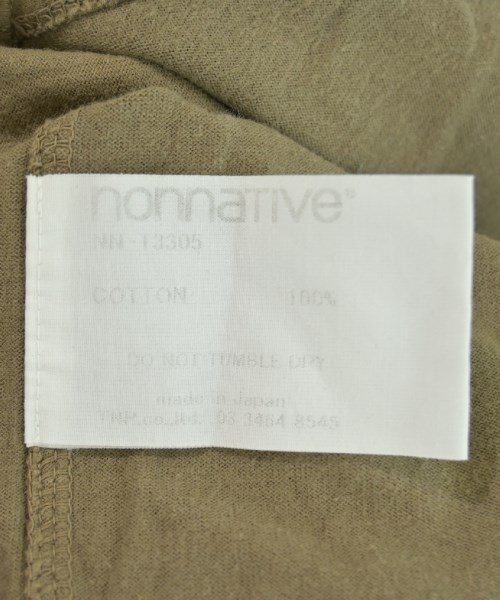 nonnative®
NN-T3305
COTTON 100%
DO NOT TUMBLE DRY
made in Japan
TNP.co.,ltd. 03 3464 8545